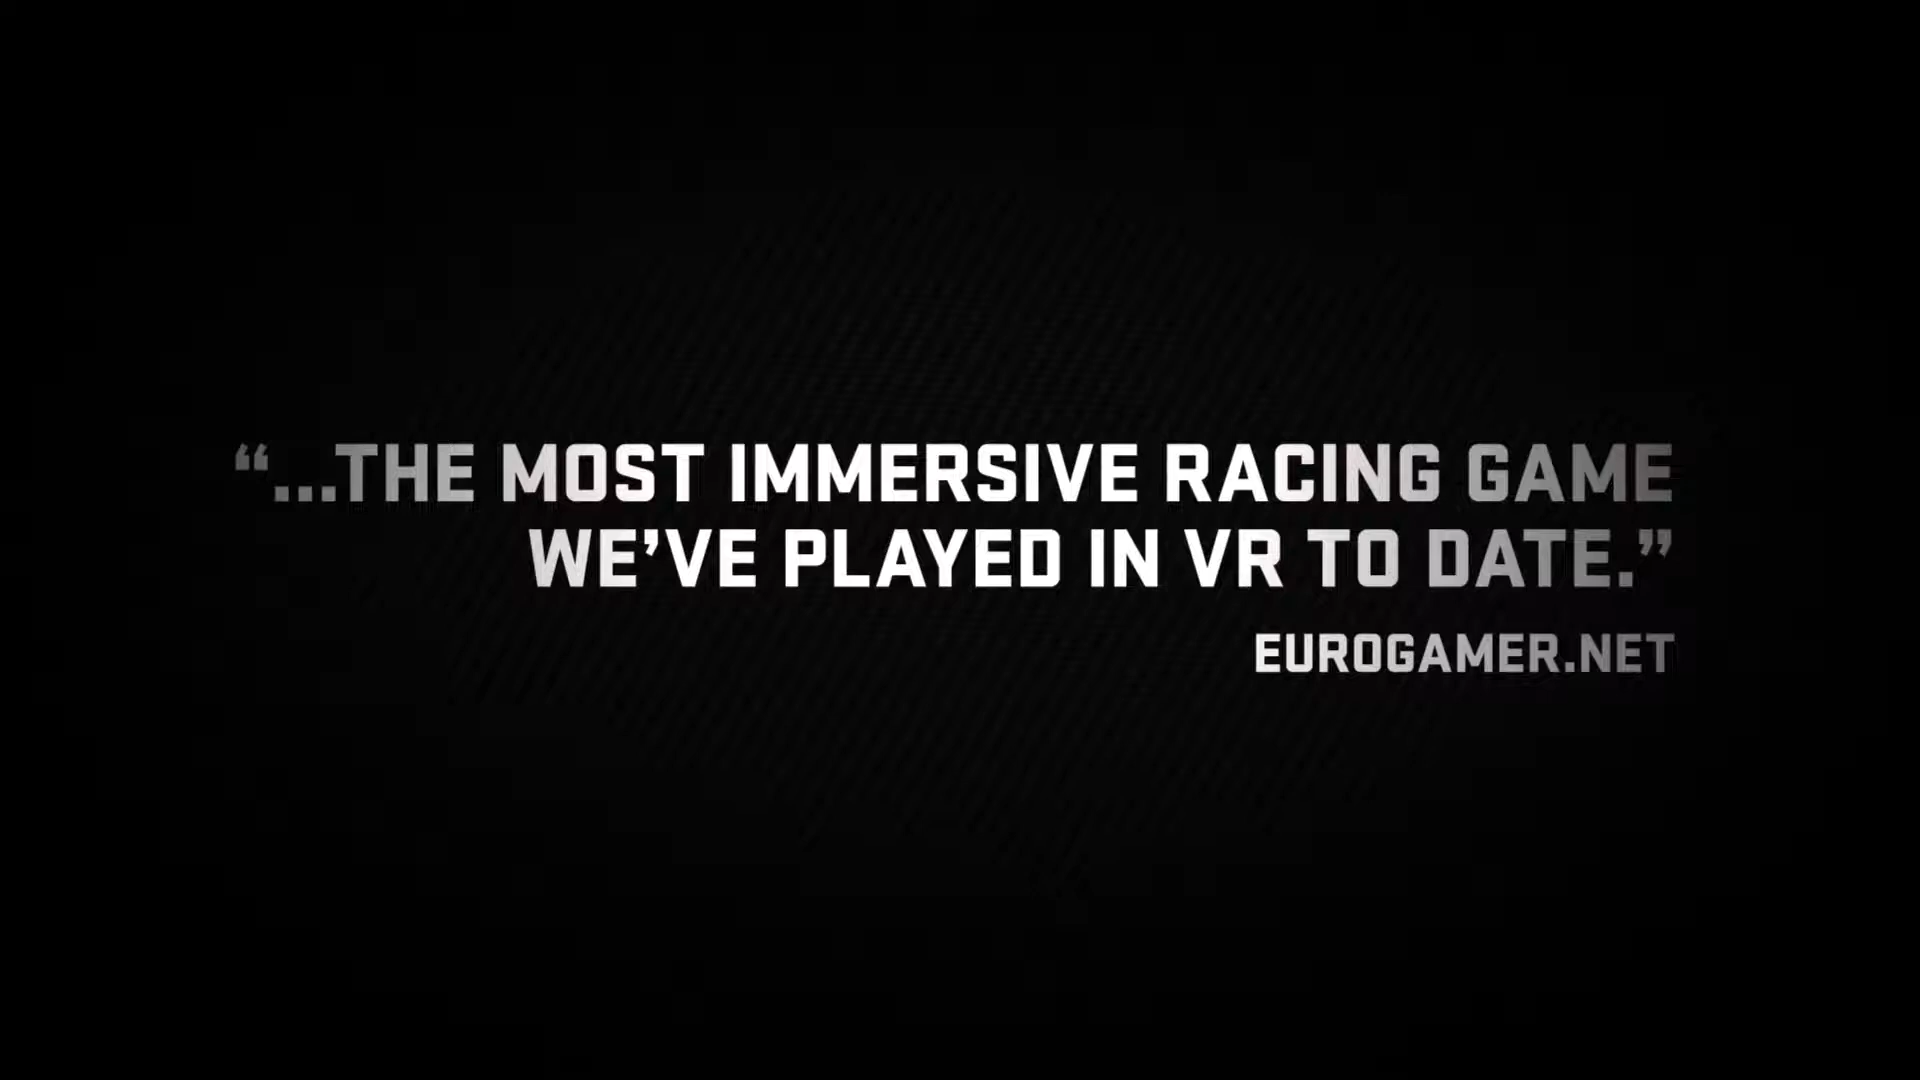 “...THE MOST IMMERSIVE RACING GAME
WE’VE PLAYED IN VR TO DATE.”
EUROGAMER.NET